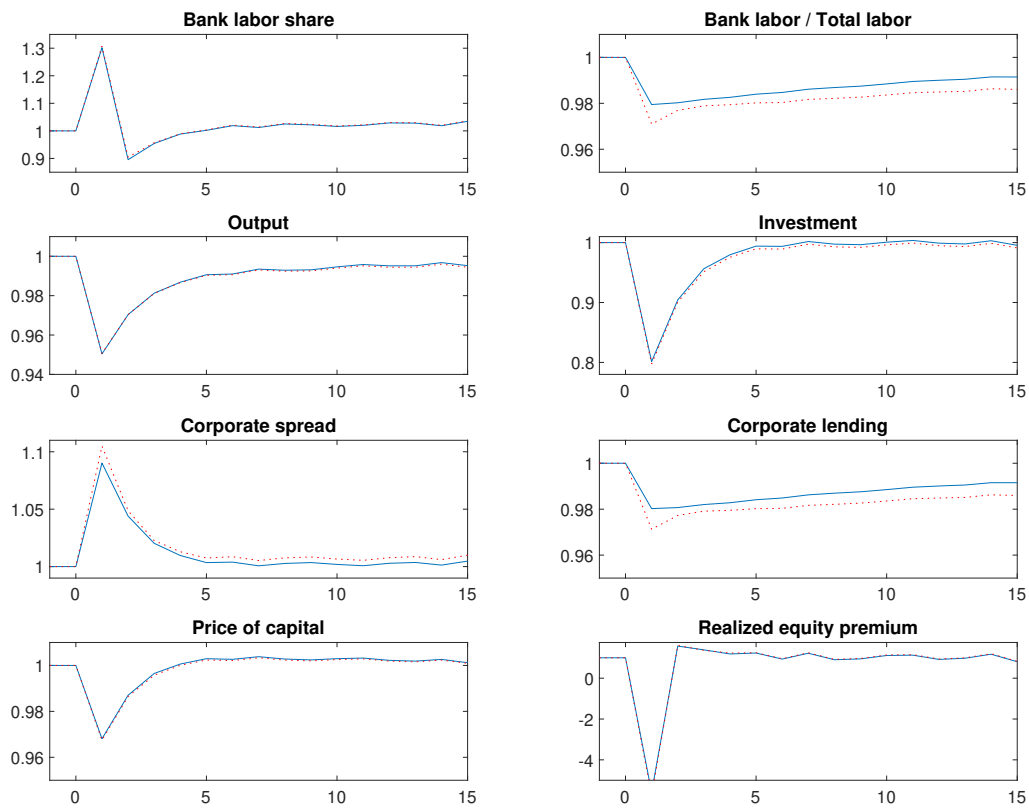 Bank labor share
1.3
1.2
1.1
1
0.9
0 5 10 15
Bank labor / Total labor
1
0.98
0.96
0 5 10 15
Output
1
0.98
0.96
0.94
0 5 10 15
Investment
1
0.9
0.8
0 5 10 15
Corporate spread
1.1
1.05
1
0 5 10 15
Corporate lending
1
0.98
0.96
0 5 10 15
Price of capital
1
0.98
0.96
0 5 10 15
Realized equity premium
0
-2
-4
0 5 10 15